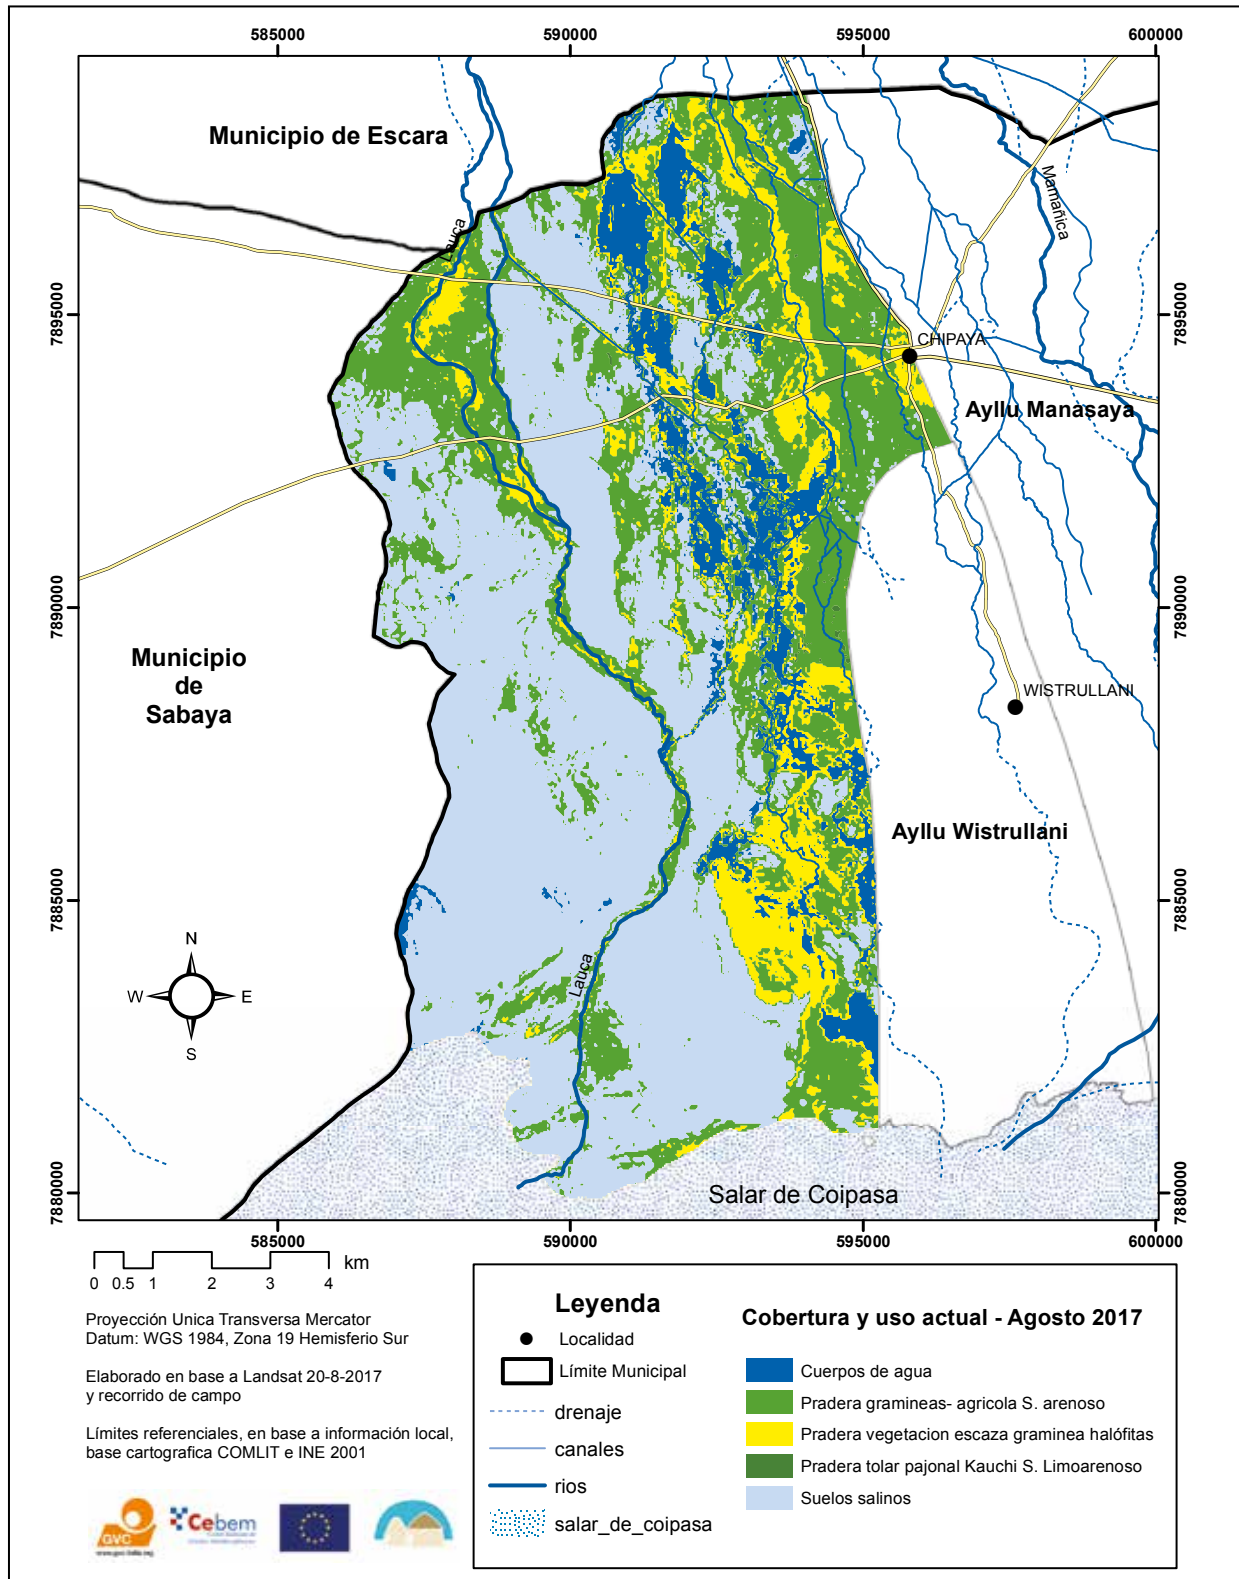 585000
590000
595000
600000
Municipio de Escara
Lauca
Mamañica
7895000
7895000
CHIPAYA
Ayllu Manasaya
7890000
7890000
Municipio
de
Sabaya
WISTRULLANI
Ayllu Wistrullani
7885000
7885000
N
W
E
S
Lauca
7880000
7880000
Salar de Coipasa
585000
590000
595000
600000
0 0.5 1 2 3 4 km
Proyección Unica Transversa Mercator
Datum: WGS 1984, Zona 19 Hemisferio Sur
Elaborado en base a Landsat 20-8-2017
y recorrido de campo
Límites referenciales, en base a información local,
base cartografica COMLIT e INE 2001
GVC
Cebem
Leyenda
Localidad
Límite Municipal
drenaje
canales
rios
salar_de_coipasa
Cobertura y uso actual - Agosto 2017
Cuerpos de agua
Pradera gramineas- agricola S. arenoso
Pradera vegetacion escaza graminea halófitas
Pradera tolar pajonal Kauchi S. Limoarenoso
Suelos salinos